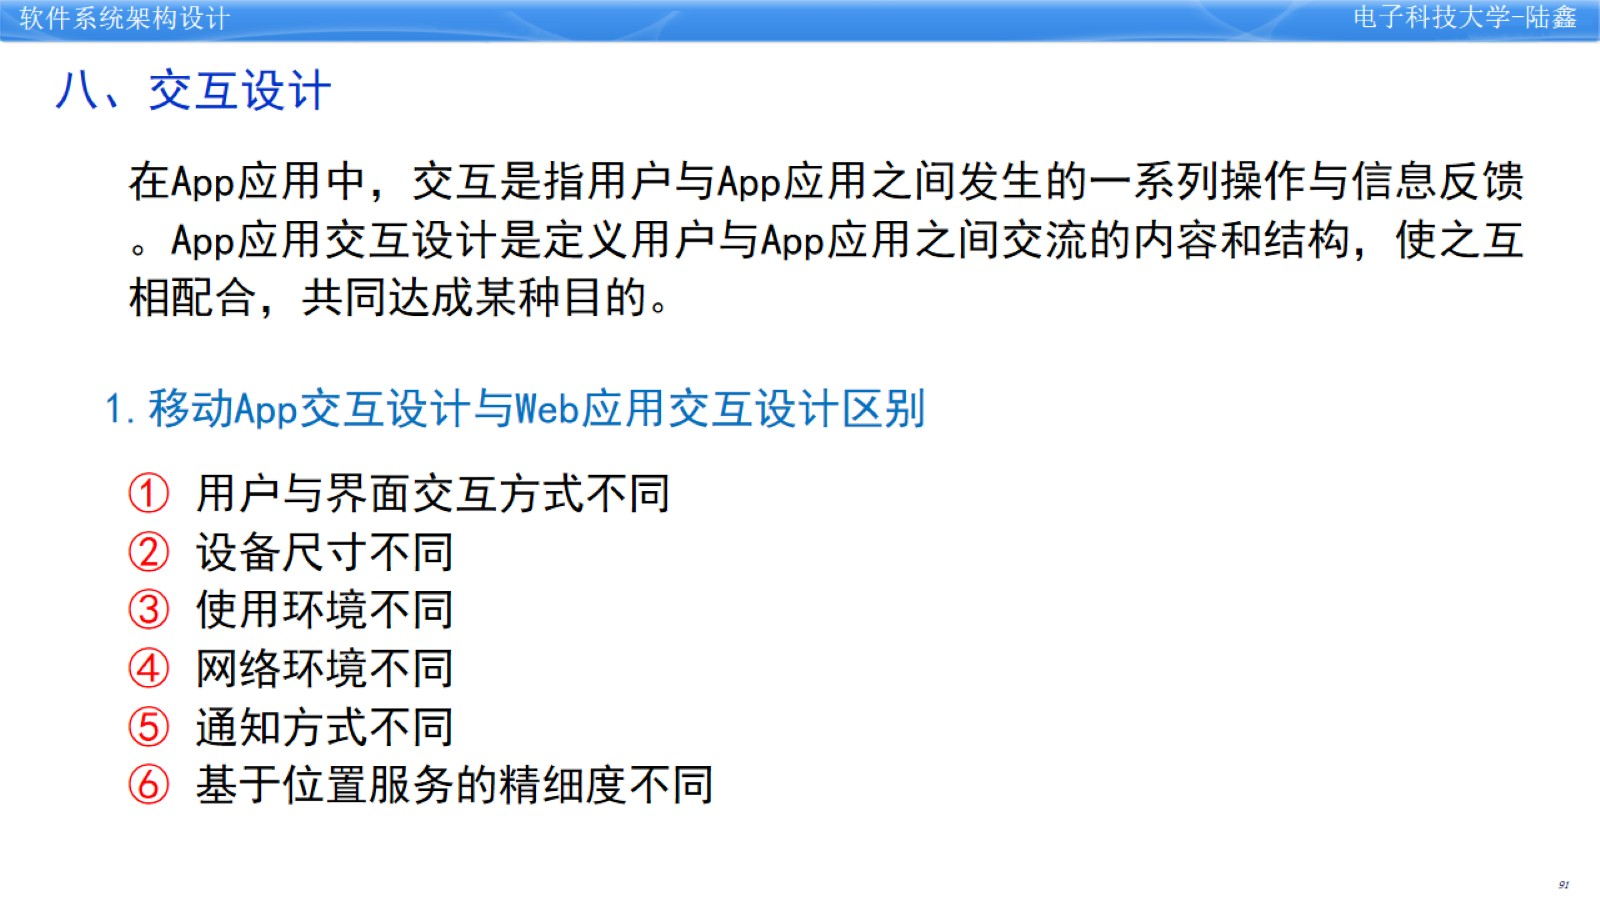 软件系统架构设计
电子科技大学-陆鑫
八、交互设计
在App应用中，交互是指用户与App应用之间发生的一系列操作与信息反馈
。App应用交互设计是定义用户与App应用之间交流的内容和结构，使之互
相配合，共同达成某种目的。
1.移动App交互设计与Web应用交互设计区别
① 用户与界面交互方式不同
② 设备尺寸不同
③ 使用环境不同
④ 网络环境不同
⑤ 通知方式不同
⑥ 基于位置服务的精细度不同
91